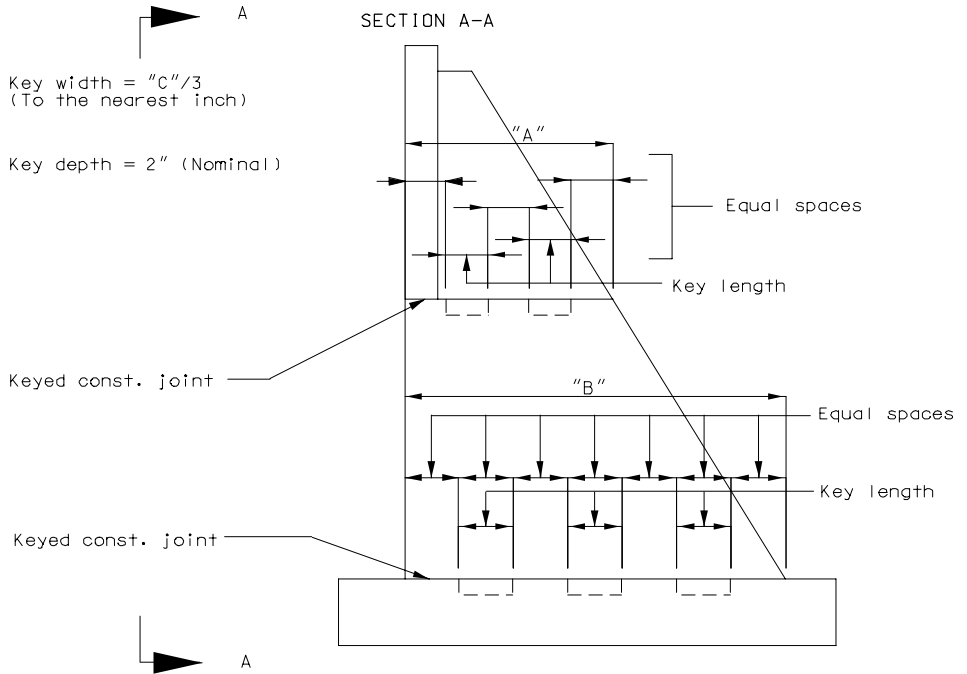 A
SECTION A-A
Key width = "C"/3
(To the nearest inch)
"A"
Key depth = 2" (Nominal)
Equal spaces
Key length
Keyed const. joint
"B"
Equal spaces
Key length
Keyed const. joint
A